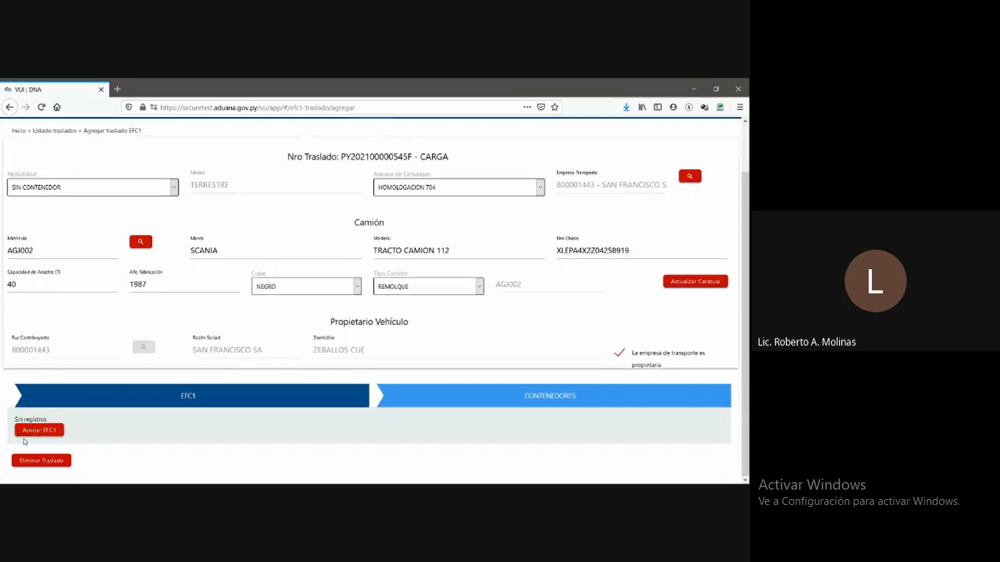 VUI | DNA
https://securetest.aduana.gov.py/vu/app/#/efc1-traslado/agregar
Inicio > Listado traslados > Agregar traslado EFC1
Nro Traslado: PY202100000545F - CARGA
Modalidad:
SIN CONTENEDOR
Medio:
TERRESTRE
Aduana de Embarque:
HOMOLOGACION 704
Empresa Transporte
800001443 - SAN FRANCISCO S.
Camión
Matrícula
AGJ002
Marca:
SCANIA
Modelo:
TRACTO CAMION 112
Nro Chasis
XLEPA4X2Z04258919
Capacidad de Arrastre (T)
40
Año Fabricación
1987
Color:
NEGRO
Tipo Camión:
REMOLQUE
AGJ002
Actualizar Caratula
Propietario Vehículo
Ruc Contribuyente
800001443
Razón Social:
SAN FRANCISCO SA
Domicilio:
ZEBALLOS CUE
La empresa de transporte es
propietaria
EFC1
CONTENEDORES
Sin registros
Asociar EFC1
Eliminar Traslado
L
Lic. Roberto A. Molinas
Activar Windows
Ve a Configuración para activar Windows.